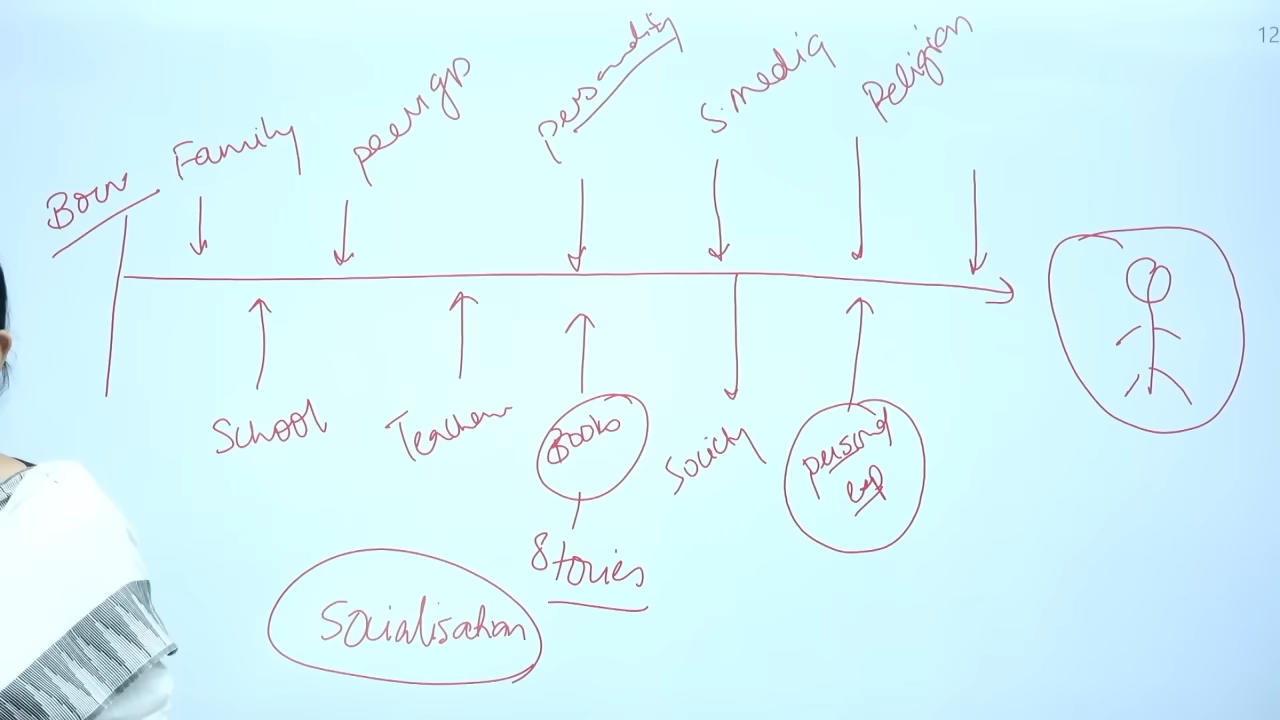 12
Born
Family
peer gp
personality
S. media
Religion
School
Teacher
Books
Society
personal
exp
Stories
Socialisation